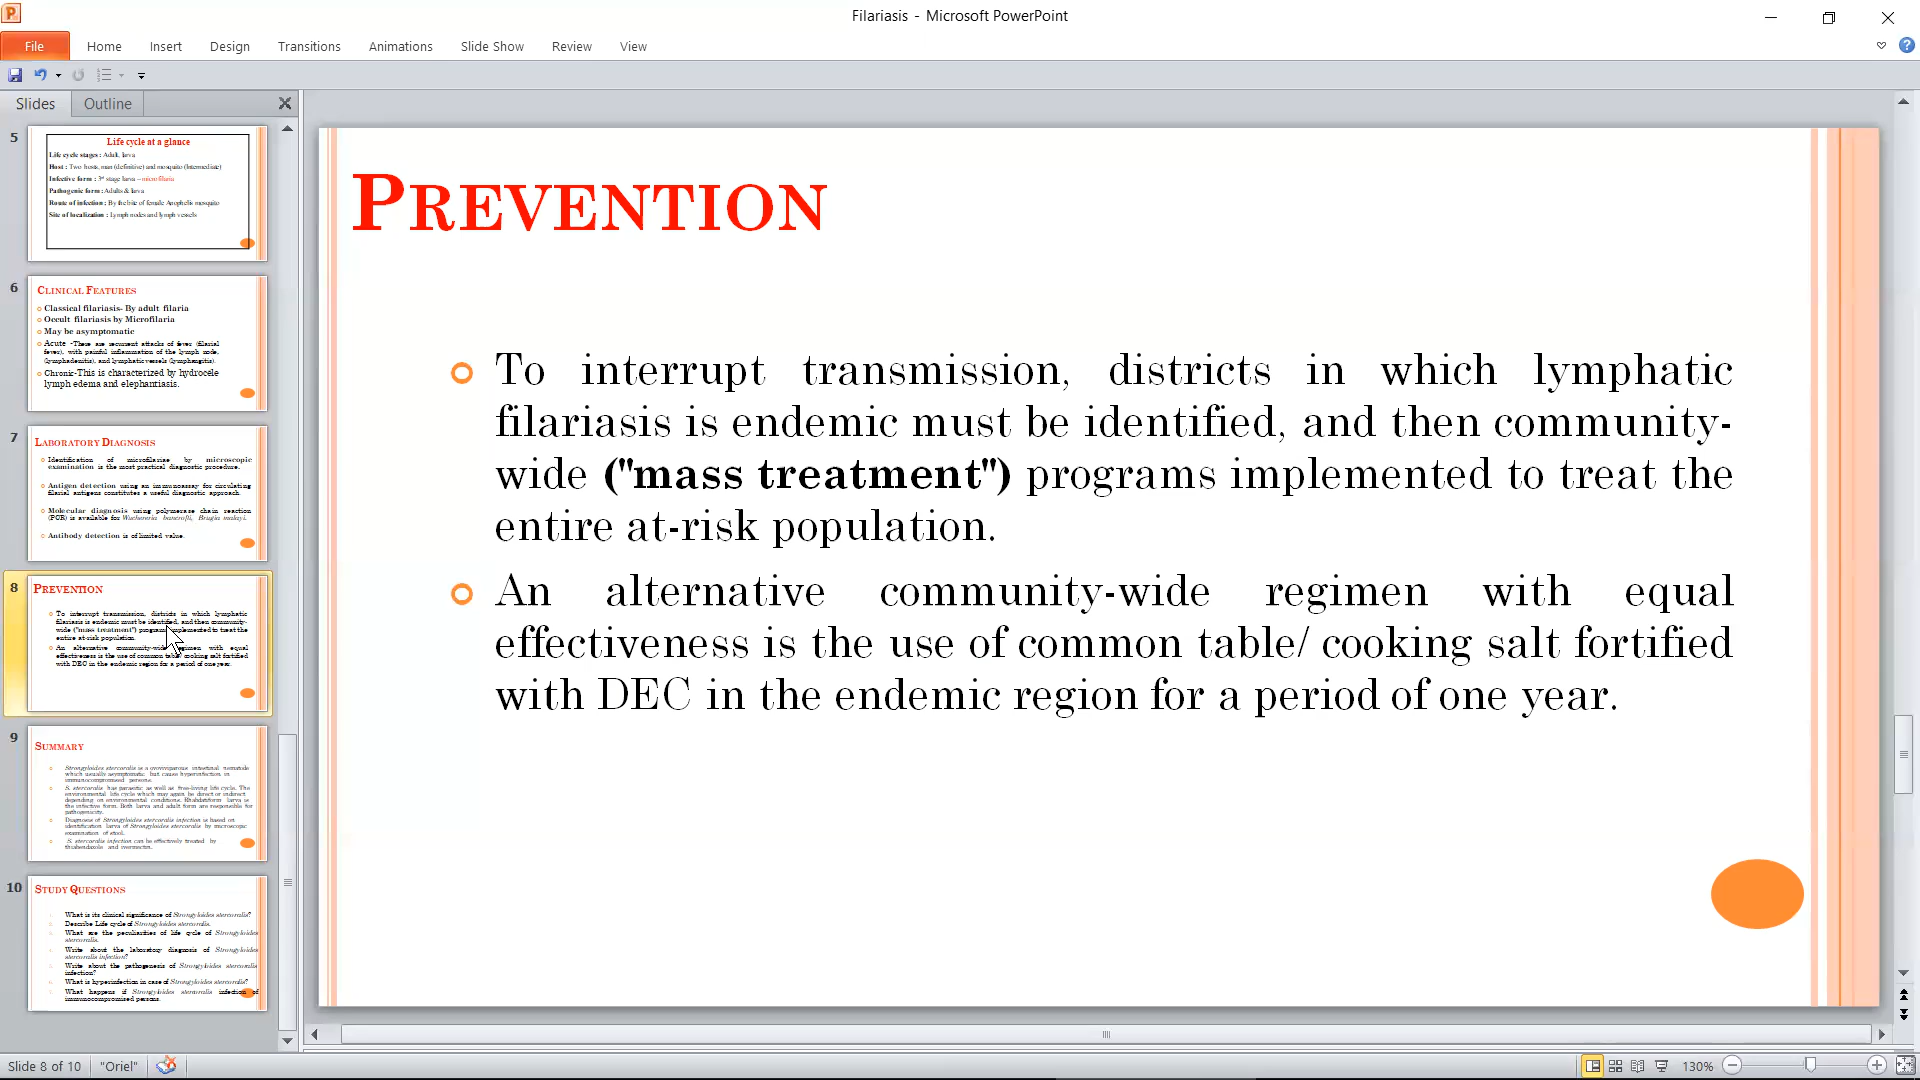 Filariasis - Microsoft PowerPoint
File Home Insert Design Transitions Animations Slide Show Review View
Slides Outline
5
Life cycle at a glance
Life cycle stages : Adult, larva
Host : Two hosts, man (definitive) and mosquito (Intermediate)
Infective form : 3rd stage larva – microfilaria
Pathogenic form : Adults & larva
Route of infection : By the bite of female Anophelis mosquito
Site of localization : Lymph nodes and lymph vessels
6
CLINICAL FEATURES
Classical filariasis- By adult filaria
Occult filariasis by Microfilaria
May be asymptomatic
Acute -There are recurrent attacks of fever (filarial
fever), with painful inflammation of the lymph node,
(lymphadenitis), and lymphatic vessels (lymphangitis).
Chronic-This is characterized by hydrocele
lymph edema and elephantiasis.
7
LABORATORY DIAGNOSIS
Identification of microfilariae by microscopic
examination is the most practical diagnostic procedure.
Antigen detection using an immunoassay for circulating
filarial antigens constitutes a useful diagnostic approach.
Molecular diagnosis using polymerase chain reaction
(PCR) is available for Wuchereria bancrofti, Brugia malayi.
Antibody detection is of limited value.
8
PREVENTION
To interrupt transmission, districts in which lymphatic
filariasis is endemic must be identified, and then community-
wide ("mass treatment") programs implemented to treat the
entire at-risk population.
An alternative community-wide regimen with equal
effectiveness is the use of common table/ cooking salt fortified
with DEC in the endemic region for a period of one year.
9
SUMMARY
Strongyloides stercoralis is a ovoviviparous intestinal nematode
which usually asymptomatic but cause hyperinfection in
immunocompromised persons.
S. stercoralis has parasitic as well as free-living life cycle. The
environmental life cycle which may again be direct or indirect
depending on environmental conditions. Rhabditiform larva is
the infective form. Both larva and adult form are responsible for
pathogenicity.
Diagnosis of Strongyloides stercoralis infection is based on
identification larva of Strongyloides stercoralis by microscopic
examination of stool.
S. stercoralis infection can be effectively treated by
thiabendazole and ivermectin.
10
STUDY QUESTIONS
What is its clinical significance of Strongyloides stercoralis?
Describe Life cycle of Strongyloides stercoralis.
What are the peculiarities of life cycle of Strongyloides
stercoralis.
Write about the laboratory diagnosis of Strongyloides
stercoralis infection?
Write about the pathogenesis of Strongyloides stercoralis
infection?
What is hyperinfection in case of Strongyloides stercoralis?
What happens if Strongyloides stercoralis infection of
immunocompromised persons.
PREVENTION
To interrupt transmission, districts in which lymphatic
filariasis is endemic must be identified, and then community-
wide ("mass treatment") programs implemented to treat the
entire at-risk population.
An alternative community-wide regimen with equal
effectiveness is the use of common table/ cooking salt fortified
with DEC in the endemic region for a period of one year.
Slide 8 of 10 "Oriel" 130%